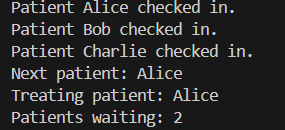 Patient Alice checked in.
Patient Bob checked in.
Patient Charlie checked in.
Next patient: Alice
Treating patient: Alice
Patients waiting: 2